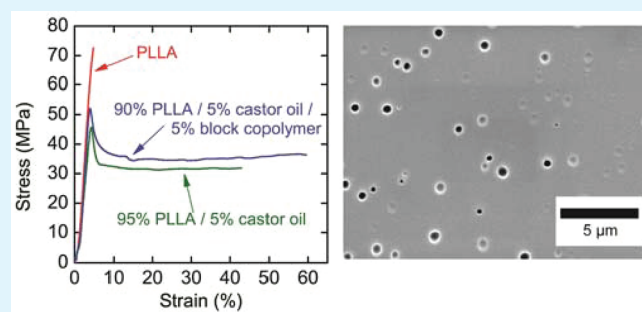 80
70
60
50
40
30
20
10
0
Stress (MPa)
PLLA
90% PLLA / 5% castor oil /
5% block copolymer
95% PLLA / 5% castor oil
0 10 20 30 40 50 60
Strain (%)
5 µm